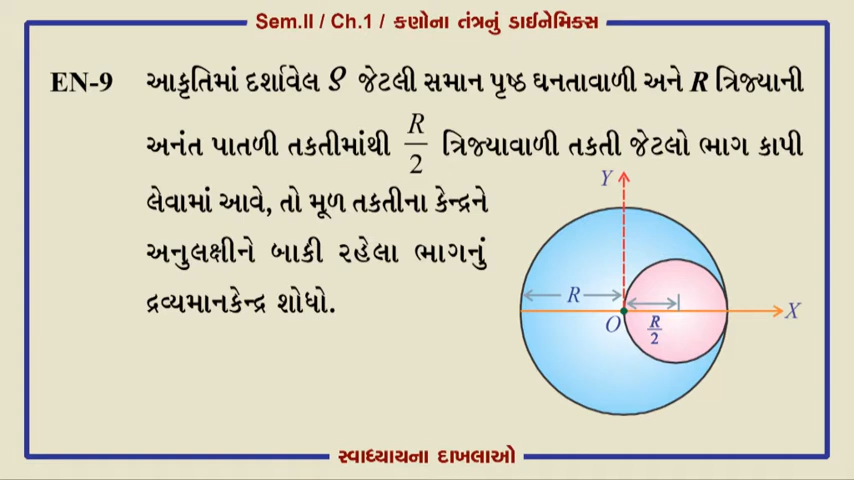 Sem.II / Ch.1 / કણોના તંત્રનું ડાઈનેમિક્સ
EN-9 આકૃતિમાં દર્શાવેલ ૬ જેટલી સમાન પૃષ્ઠ ઘનતાવાળી અને R ત્રિજ્યાની
અનંત પાતળી તકતીમાંથી R/2 ત્રિજ્યાવાળી તકતી જેટલો ભાગ કાપી
લેવામાં આવે, તો મૂળ તકતીના કેન્દ્રને
અનુલક્ષીને બાકી રહેલા ભાગનું
દ્રવ્યમાનકેન્દ્ર શોધો.
Y
R
X
O
R/2
સ્વાધ્યાયના દાખલાઓ